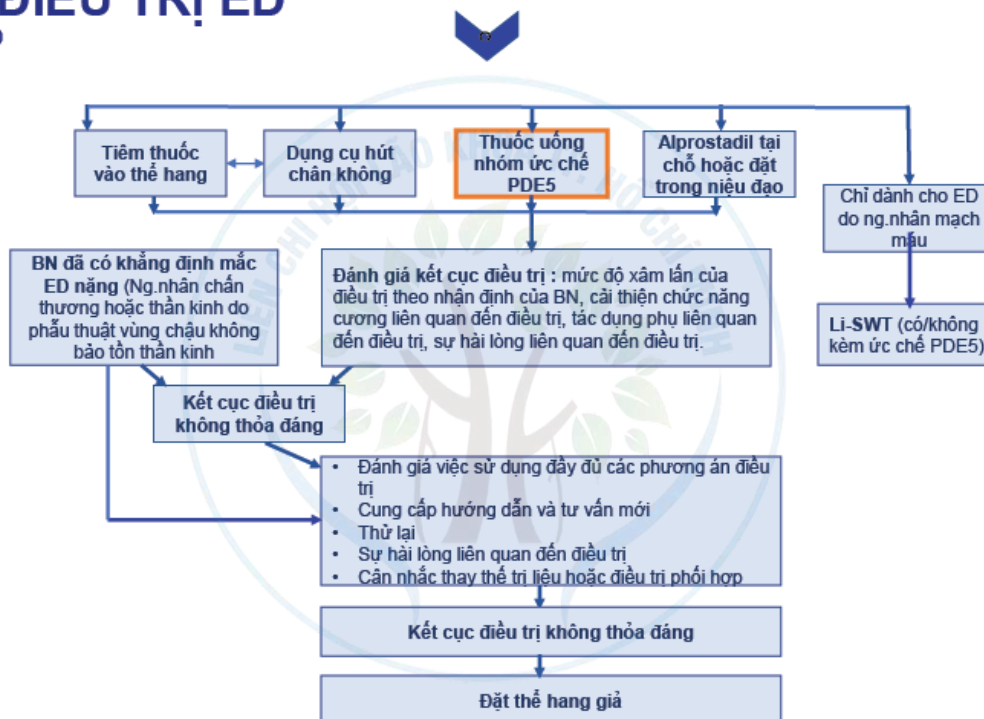 ĐIỀU TRỊ ED
Tiêm thuốc
vào thể hang
Dụng cụ hút
chân không
Thuốc uống
nhóm ức chế
PDE5
Alprostadil tại
chỗ hoặc đặt
trong niệu đạo
Chỉ dành cho ED
do ng.nhân mạch
máu
BN đã có khẳng định mắc
ED nặng (Ng.nhân chấn
thương hoặc thần kinh do
phẫu thuật vùng chậu không
bảo tồn thần kinh
Đánh giá kết cục điều trị : mức độ xâm lấn của
điều trị theo nhận định của BN, cải thiện chức năng
cương liên quan đến điều trị, tác dụng phụ liên quan
đến điều trị, sự hài lòng liên quan đến điều trị.
Li-SWT (có/không
kèm ức chế PDE5)
Kết cục điều trị
không thỏa đáng
• Đánh giá việc sử dụng đầy đủ các phương án điều
trị
• Cung cấp hướng dẫn và tư vấn mới
• Thử lại
• Sự hài lòng liên quan đến điều trị
• Cân nhắc thay thế trị liệu hoặc điều trị phối hợp
Kết cục điều trị không thỏa đáng
Đặt thể hang giả